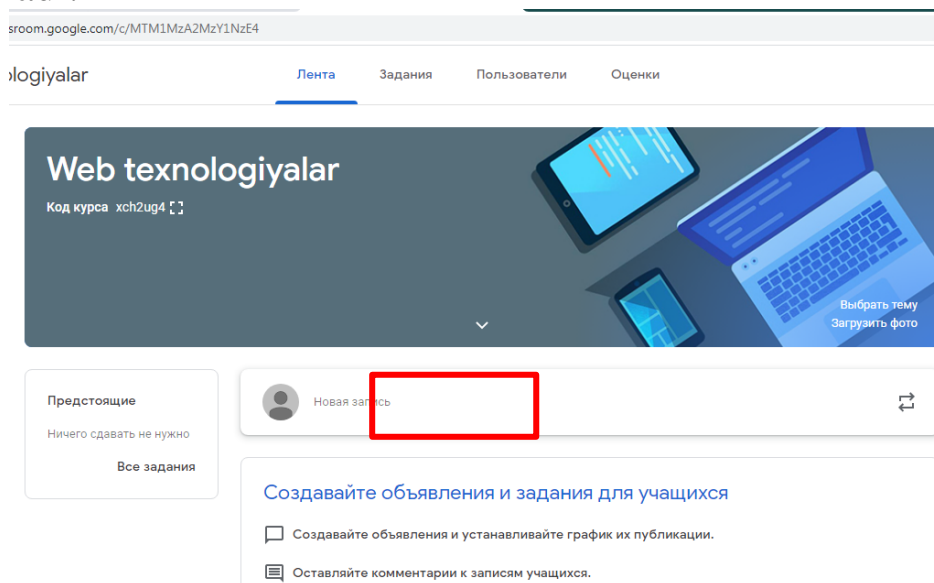 sroom.google.com/c/MTM1MzA2MzY1NzE4
ologiyalar
Лента Задания Пользователи Оценки
Web texnologiyalar
Код курса xch2ug4
Выбрать тему
Загрузить фото
Предстоящие
Ничего сдавать не нужно
Все задания
Новая запись
Создавайте объявления и задания для учащихся
Создавайте объявления и устанавливайте график их публикации.
Оставляйте комментарии к записям учащихся.